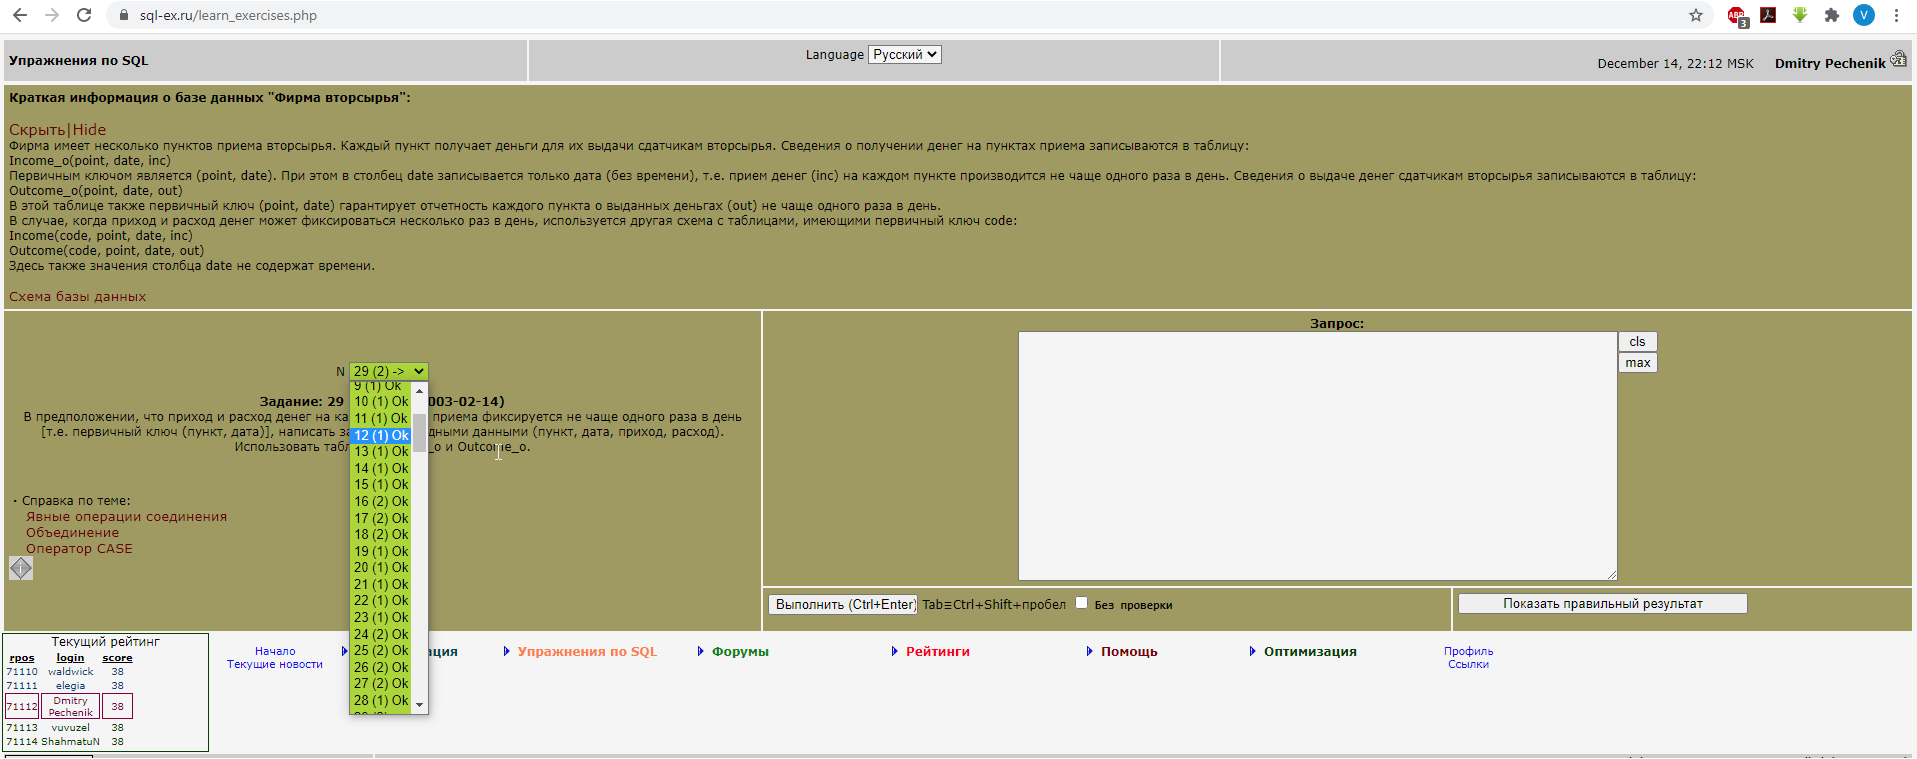 sql-ex.ru/learn_exercises.php
ABP
3
V
Упражнения по SQL
Language Русский
December 14, 22:12 MSK Dmitry Pechenik
Краткая информация о базе данных "Фирма вторсырья":
Скрыть|Hide
Фирма имеет несколько пунктов приема вторсырья. Каждый пункт получает деньги для их выдачи сдатчикам вторсырья. Сведения о получении денег на пунктах приема записываются в таблицу:
Income_o(point, date, inc)
Первичным ключом является (point, date). При этом в столбец date записывается только дата (без времени), т.е. прием денег (inc) на каждом пункте производится не чаще одного раза в день. Сведения о выдаче денег сдатчикам вторсырья записываются в таблицу:
Outcome_o(point, date, out)
В этой таблице также первичный ключ (point, date) гарантирует отчетность каждого пункта о выданных деньгах (out) не чаще одного раза в день.
В случае, когда приход и расход денег может фиксироваться несколько раз в день, используется другая схема с таблицами, имеющими первичный ключ code:
Income(code, point, date, inc)
Outcome(code, point, date, out)
Здесь также значения столбца date не содержат времени.
Схема базы данных
N 29 (2) ->
9 (1) Ok
10 (1) Ok
11 (1) Ok
12 (1) Ok
13 (1) Ok
14 (1) Ok
15 (1) Ok
16 (2) Ok
17 (2) Ok
18 (2) Ok
19 (1) Ok
20 (1) Ok
21 (1) Ok
22 (1) Ok
23 (1) Ok
24 (2) Ok
25 (2) Ok
26 (2) Ok
27 (2) Ok
28 (1) Ok
Задание: 29 003-02-14)
В предположении, что приход и расход денег на ка приема фиксируется не чаще одного раза в день
[т.е. первичный ключ (пункт, дата)], написать за дными данными (пункт, дата, приход, расход).
Использовать табл _o и Outcome_o.
· Справка по теме:
Явные операции соединения
Объединение
Оператор CASE
Запрос:
cls
max
Выполнить (Ctrl+Enter) Tab≡Ctrl+Shift+пробел Без проверки
Показать правильный результат
Текущий рейтинг
rpos login score
71110 waldwick 38
71111 elegia 38
71112 Dmitry Pechenik 38
71113 vuvuzel 38
71114 ShahmatuN 38
Начало
Текущие новости
ция
Упражнения по SQL
Форумы
Рейтинги
Помощь
Оптимизация
Профиль
Ссылки